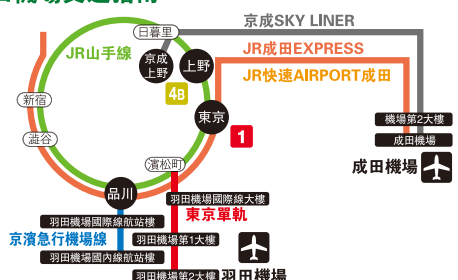 京成SKY LINER
日暮里
JR成田EXPRESS
JR山手線
京成
上野
上野
JR快速AIRPORT成田
4B
新宿
東京
機場第2大樓
1
澀谷
成田機場
濱松町
成田機場
品川
羽田機場國際線大樓
東京單軌
羽田機場國際線航站樓
京濱急行機場線
羽田機場第1大樓
羽田機場國內線航站樓
羽田機場第2大樓
羽田機場